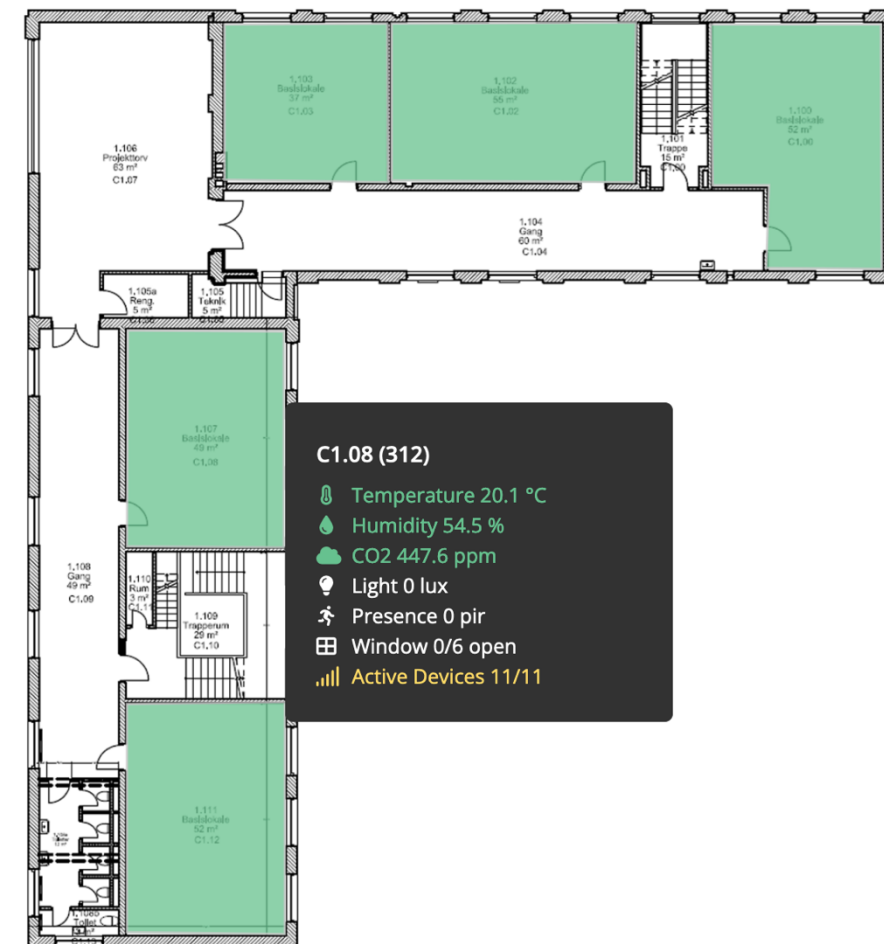 1.103
Basislokale
37 m²
C1.03
1.102
Basislokale
55 m²
C1.02
1.100
Basislokale
52 m²
C1.00
1.101
Trappe
15 m²
1.106
Projekttorv
63 m²
C1.07
1.104
Gang
60 m²
C1.04
1.105a
Reng.
5 m²
1.105
Teknik
5 m²
1.107
Basislokale
49 m²
C1.08
C1.08 (312)
Temperature 20.1 °C
Humidity 54.5 %
CO2 447.6 ppm
Light 0 lux
Presence 0 pir
Window 0/6 open
Active Devices 11/11
1.108
Gang
49 m²
C1.09
1.110
Rum
3 m²
C1.11
1.109
Trapperum
29 m²
C1.10
1.111
Basislokale
52 m²
C1.12
Toilet